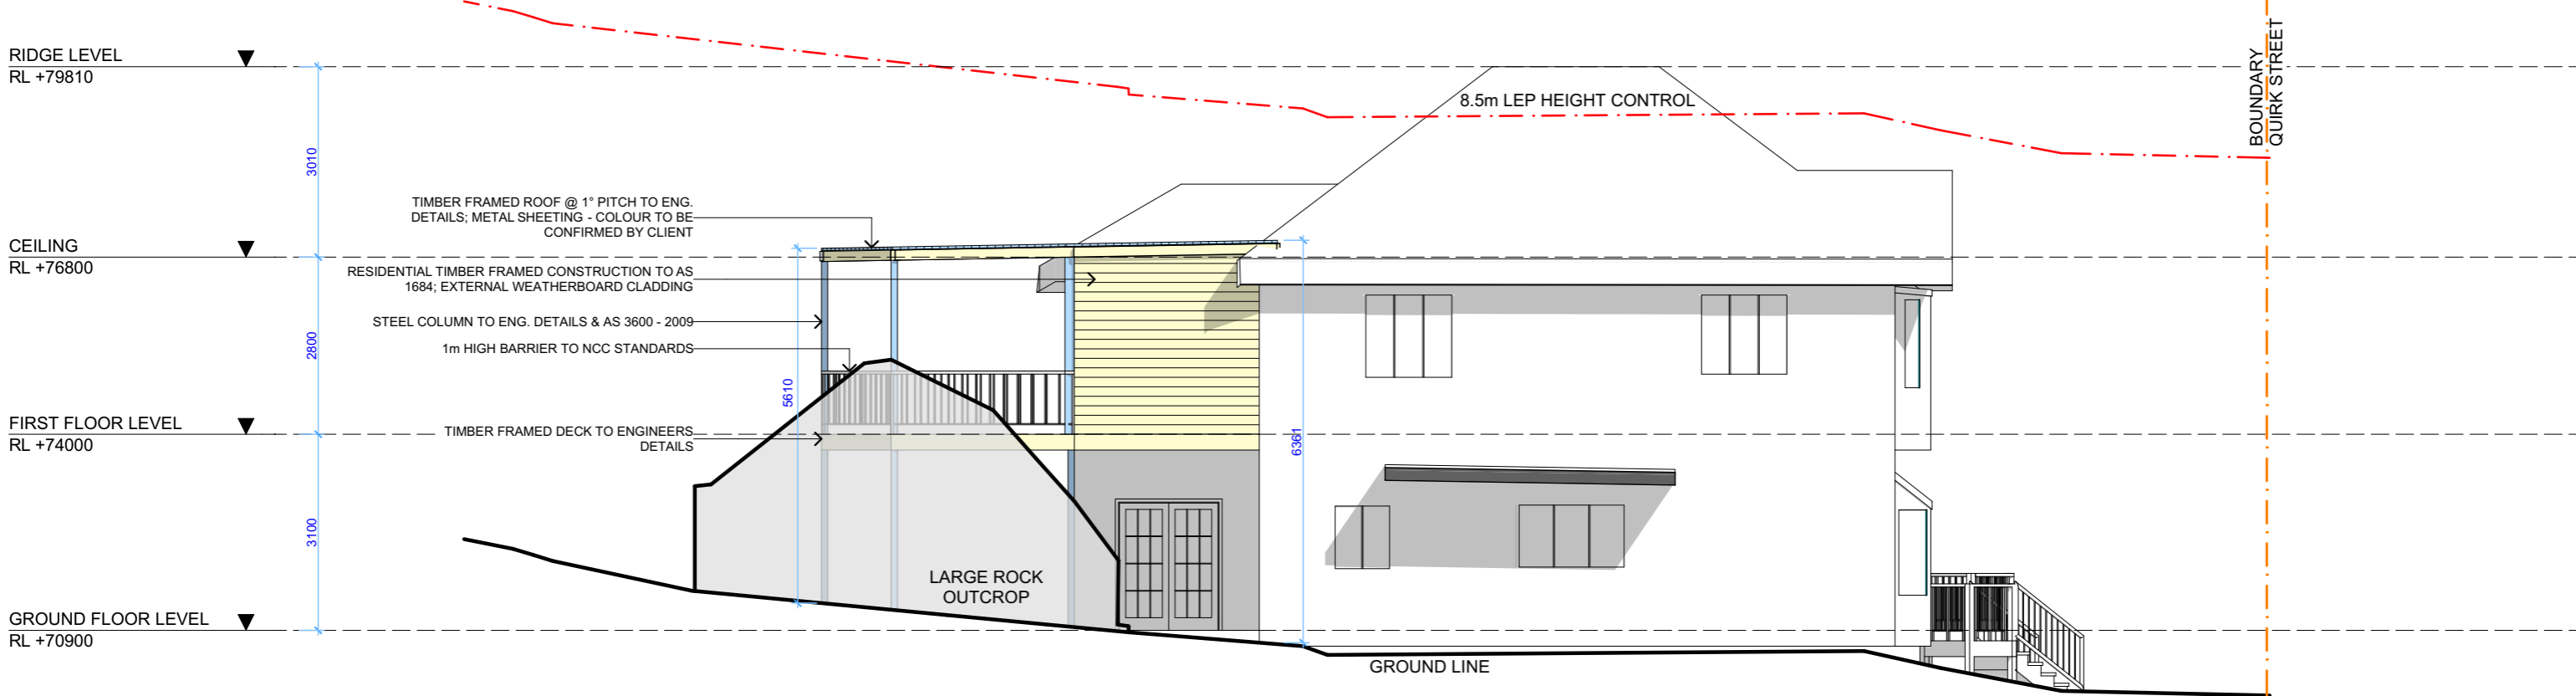 RIDGE LEVEL
RL +79810
CEILING
RL +76800
FIRST FLOOR LEVEL
RL +74000
GROUND FLOOR LEVEL
RL +70900
3010
2800
3100
TIMBER FRAMED ROOF @ 1° PITCH TO ENG.
DETAILS; METAL SHEETING - COLOUR TO BE
CONFIRMED BY CLIENT
RESIDENTIAL TIMBER FRAMED CONSTRUCTION TO AS
1684; EXTERNAL WEATHERBOARD CLADDING
STEEL COLUMN TO ENG. DETAILS & AS 3600 - 2009
1m HIGH BARRIER TO NCC STANDARDS
TIMBER FRAMED DECK TO ENGINEERS
DETAILS
5610
LARGE ROCK
OUTCROP
6361
8.5m LEP HEIGHT CONTROL
GROUND LINE
BOUNDARY
QUIRK STREET